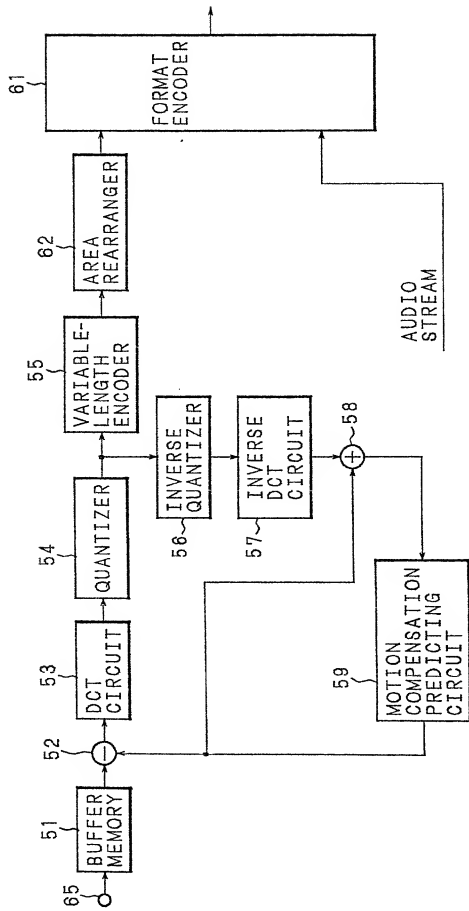 65
51
BUFFER
MEMORY
52
53
DCT
CIRCUIT
54
QUANTIZER
55
VARIABLE-
LENGTH
ENCODER
62
AREA
REARRANGER
61
FORMAT
ENCODER
56
INVERSE
QUANTIZER
57
INVERSE
DCT
CIRCUIT
58
59
MOTION
COMPENSATION
PREDICTING
CIRCUIT
AUDIO
STREAM